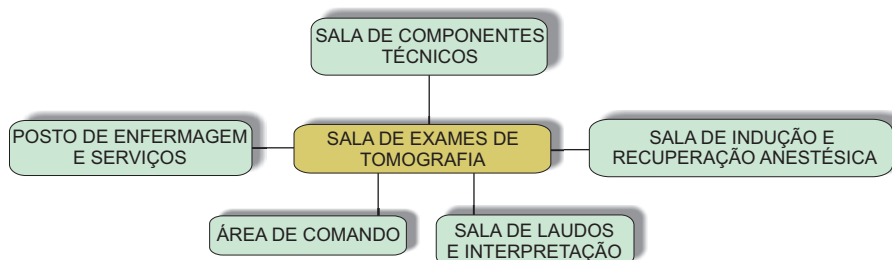 SALA DE COMPONENTES
TÉCNICOS
POSTO DE ENFERMAGEM
E SERVIÇOS
SALA DE EXAMES DE
TOMOGRAFIA
SALA DE INDUÇÃO E
RECUPERAÇÃO ANESTÉSICA
ÁREA DE COMANDO
SALA DE LAUDOS
E INTERPRETAÇÃO